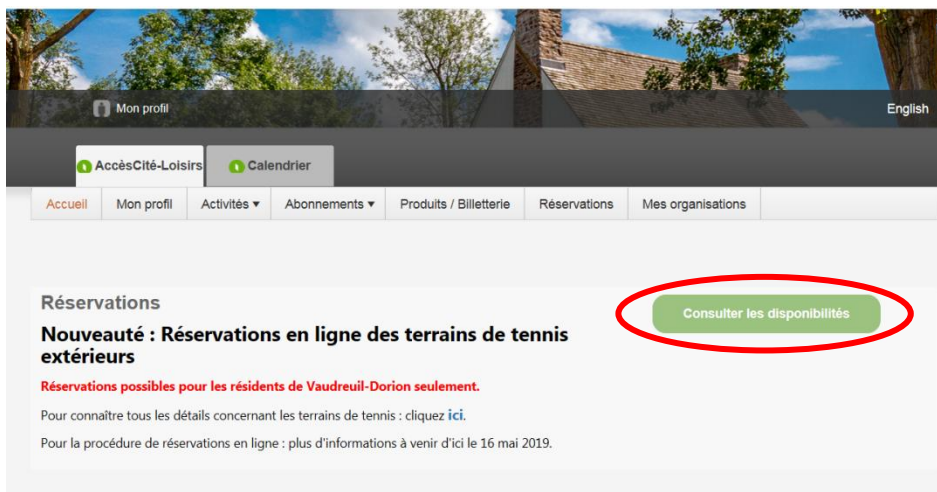 Mon profil
English
AccèsCité-Loisirs
Calendrier
Accueil
Mon profil
Activités ▾
Abonnements ▾
Produits / Billetterie
Réservations
Mes organisations
Réservations
Consulter les disponibilités
Nouveauté : Réservations en ligne des terrains de tennis
extérieurs
Réservations possibles pour les résidents de Vaudreuil-Dorion seulement.
Pour connaître tous les détails concernant les terrains de tennis : cliquez ici.
Pour la procédure de réservations en ligne : plus d'informations à venir d'ici le 16 mai 2019.